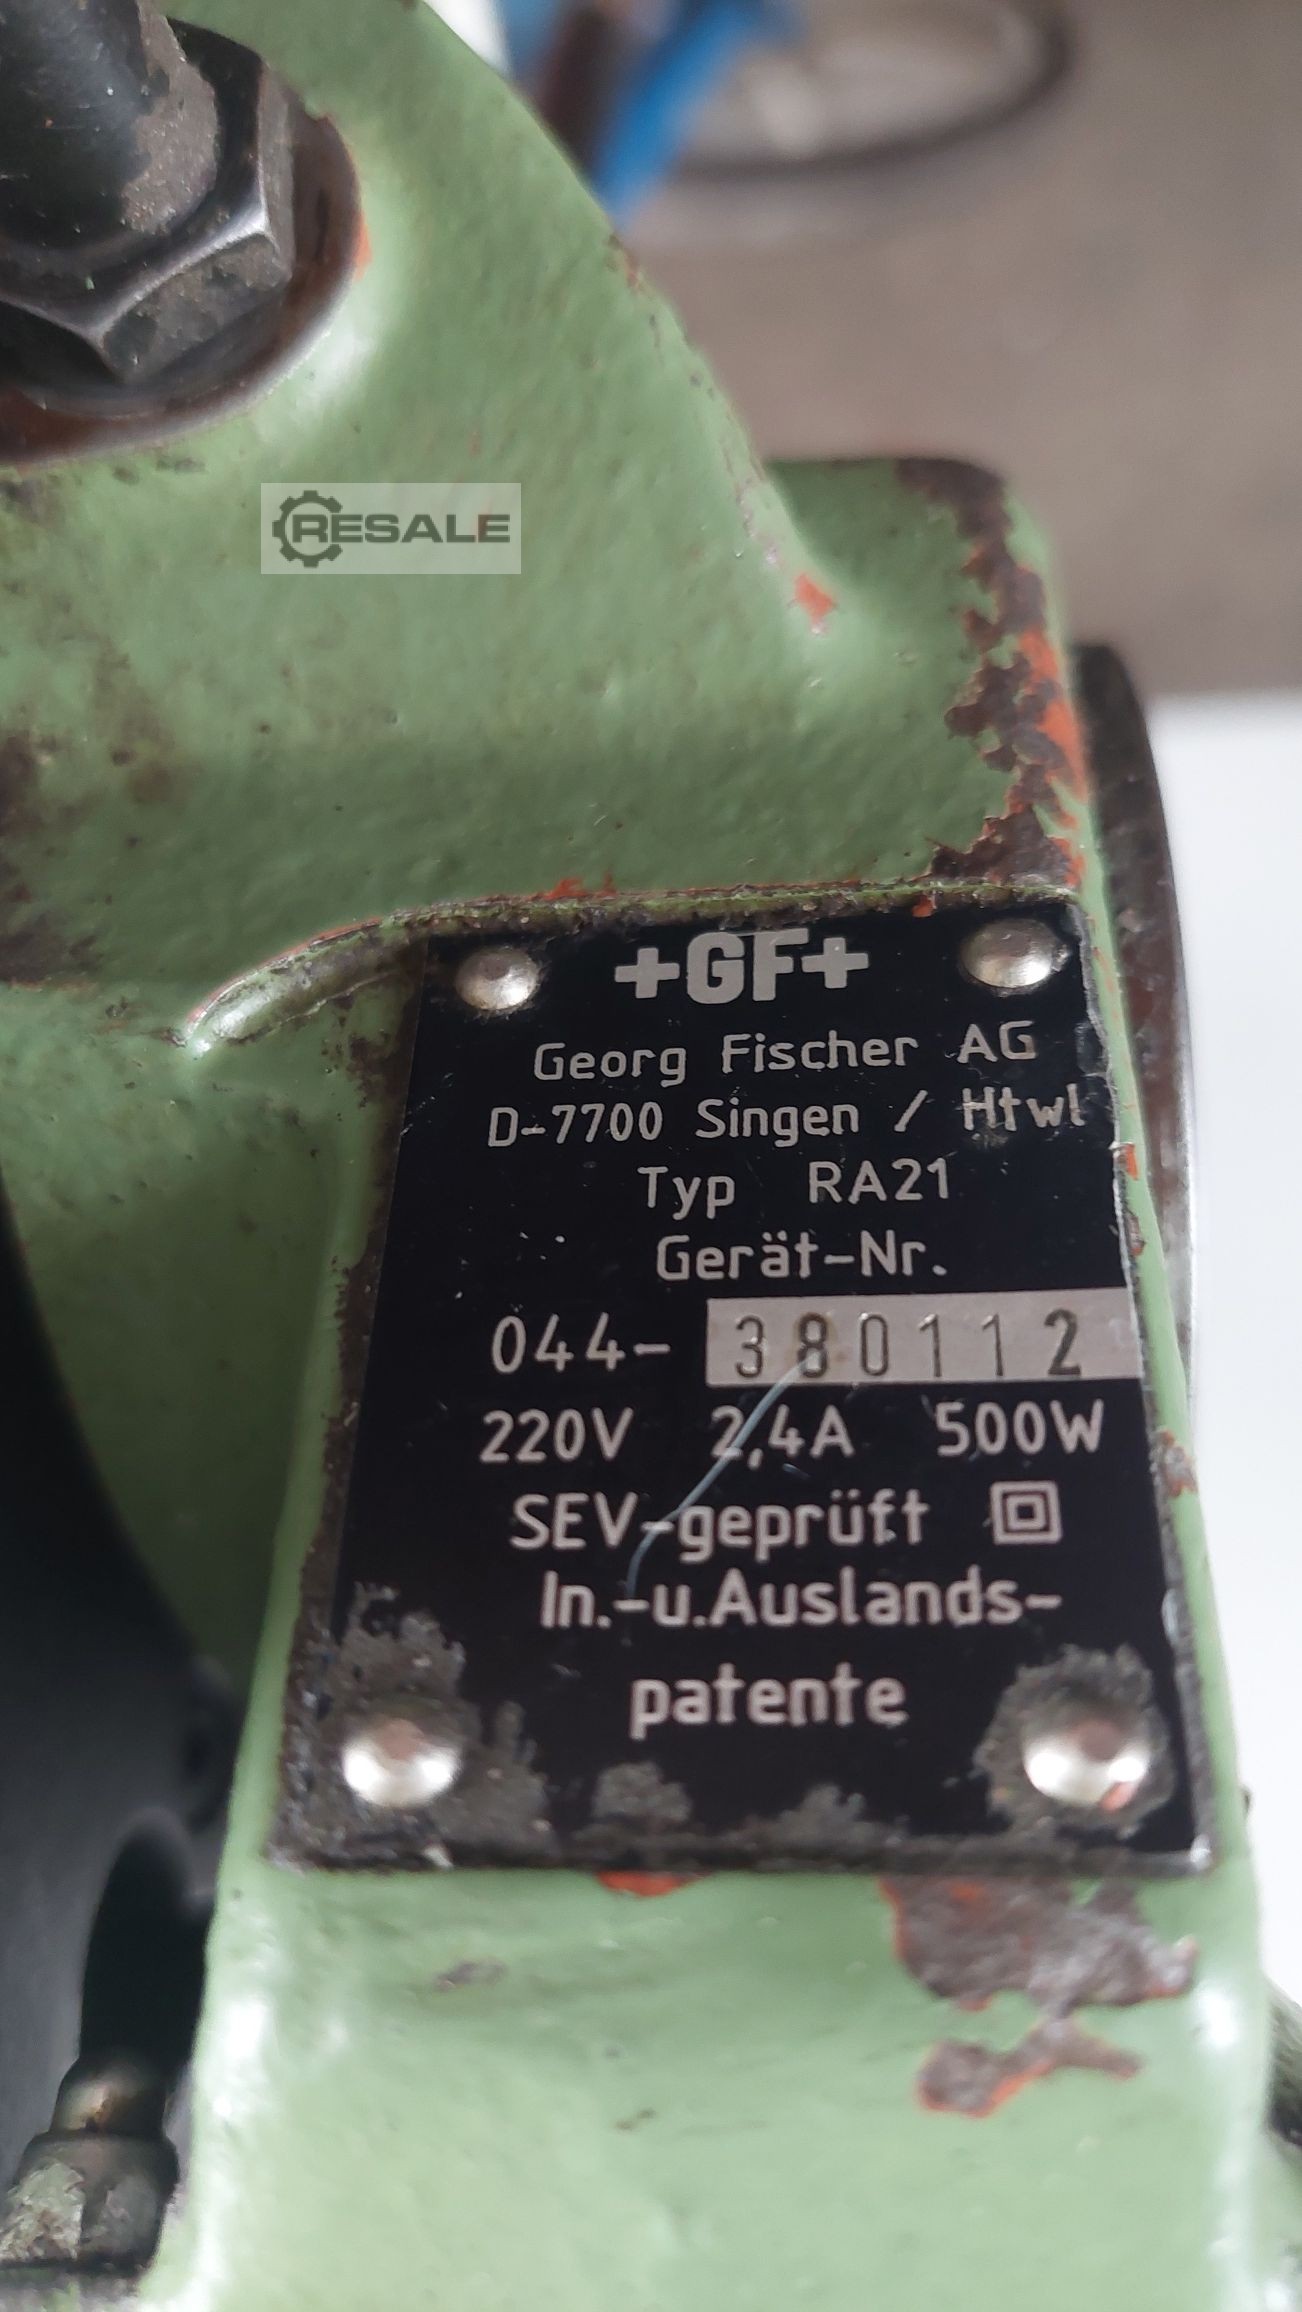 RESALE
+GF+
Georg Fischer AG
D-7700 Singen / Htwl
Typ RA21
Gerät-Nr.
044-380112
220V 2,4A 500W
SEV-geprüft
In.-u.Auslands-
patente